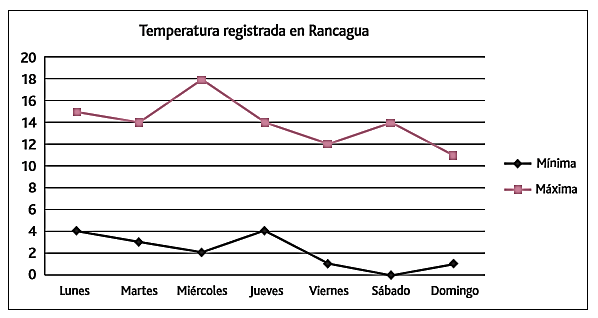 Temperatura registrada en Rancagua
20
18
16
14
12
10
8
6
4
2
0
Lunes Martes Miércoles Jueves Viernes Sábado Domingo
Mínima
Máxima